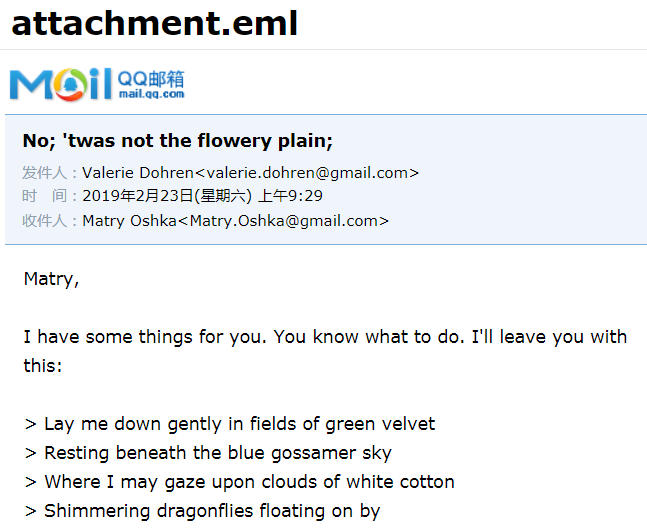 attachment.eml
Mail QQ邮箱
mail.qq.com
No; 'twas not the flowery plain;
发件人：Valerie Dohren<valerie.dohren@gmail.com>
时　间：2019年2月23日(星期六) 上午9:29
收件人：Matry Oshka<Matry.Oshka@gmail.com>
Matry,
I have some things for you. You know what to do. I'll leave you with
this:
> Lay me down gently in fields of green velvet
> Resting beneath the blue gossamer sky
> Where I may gaze upon clouds of white cotton
> Shimmering dragonflies floating on by